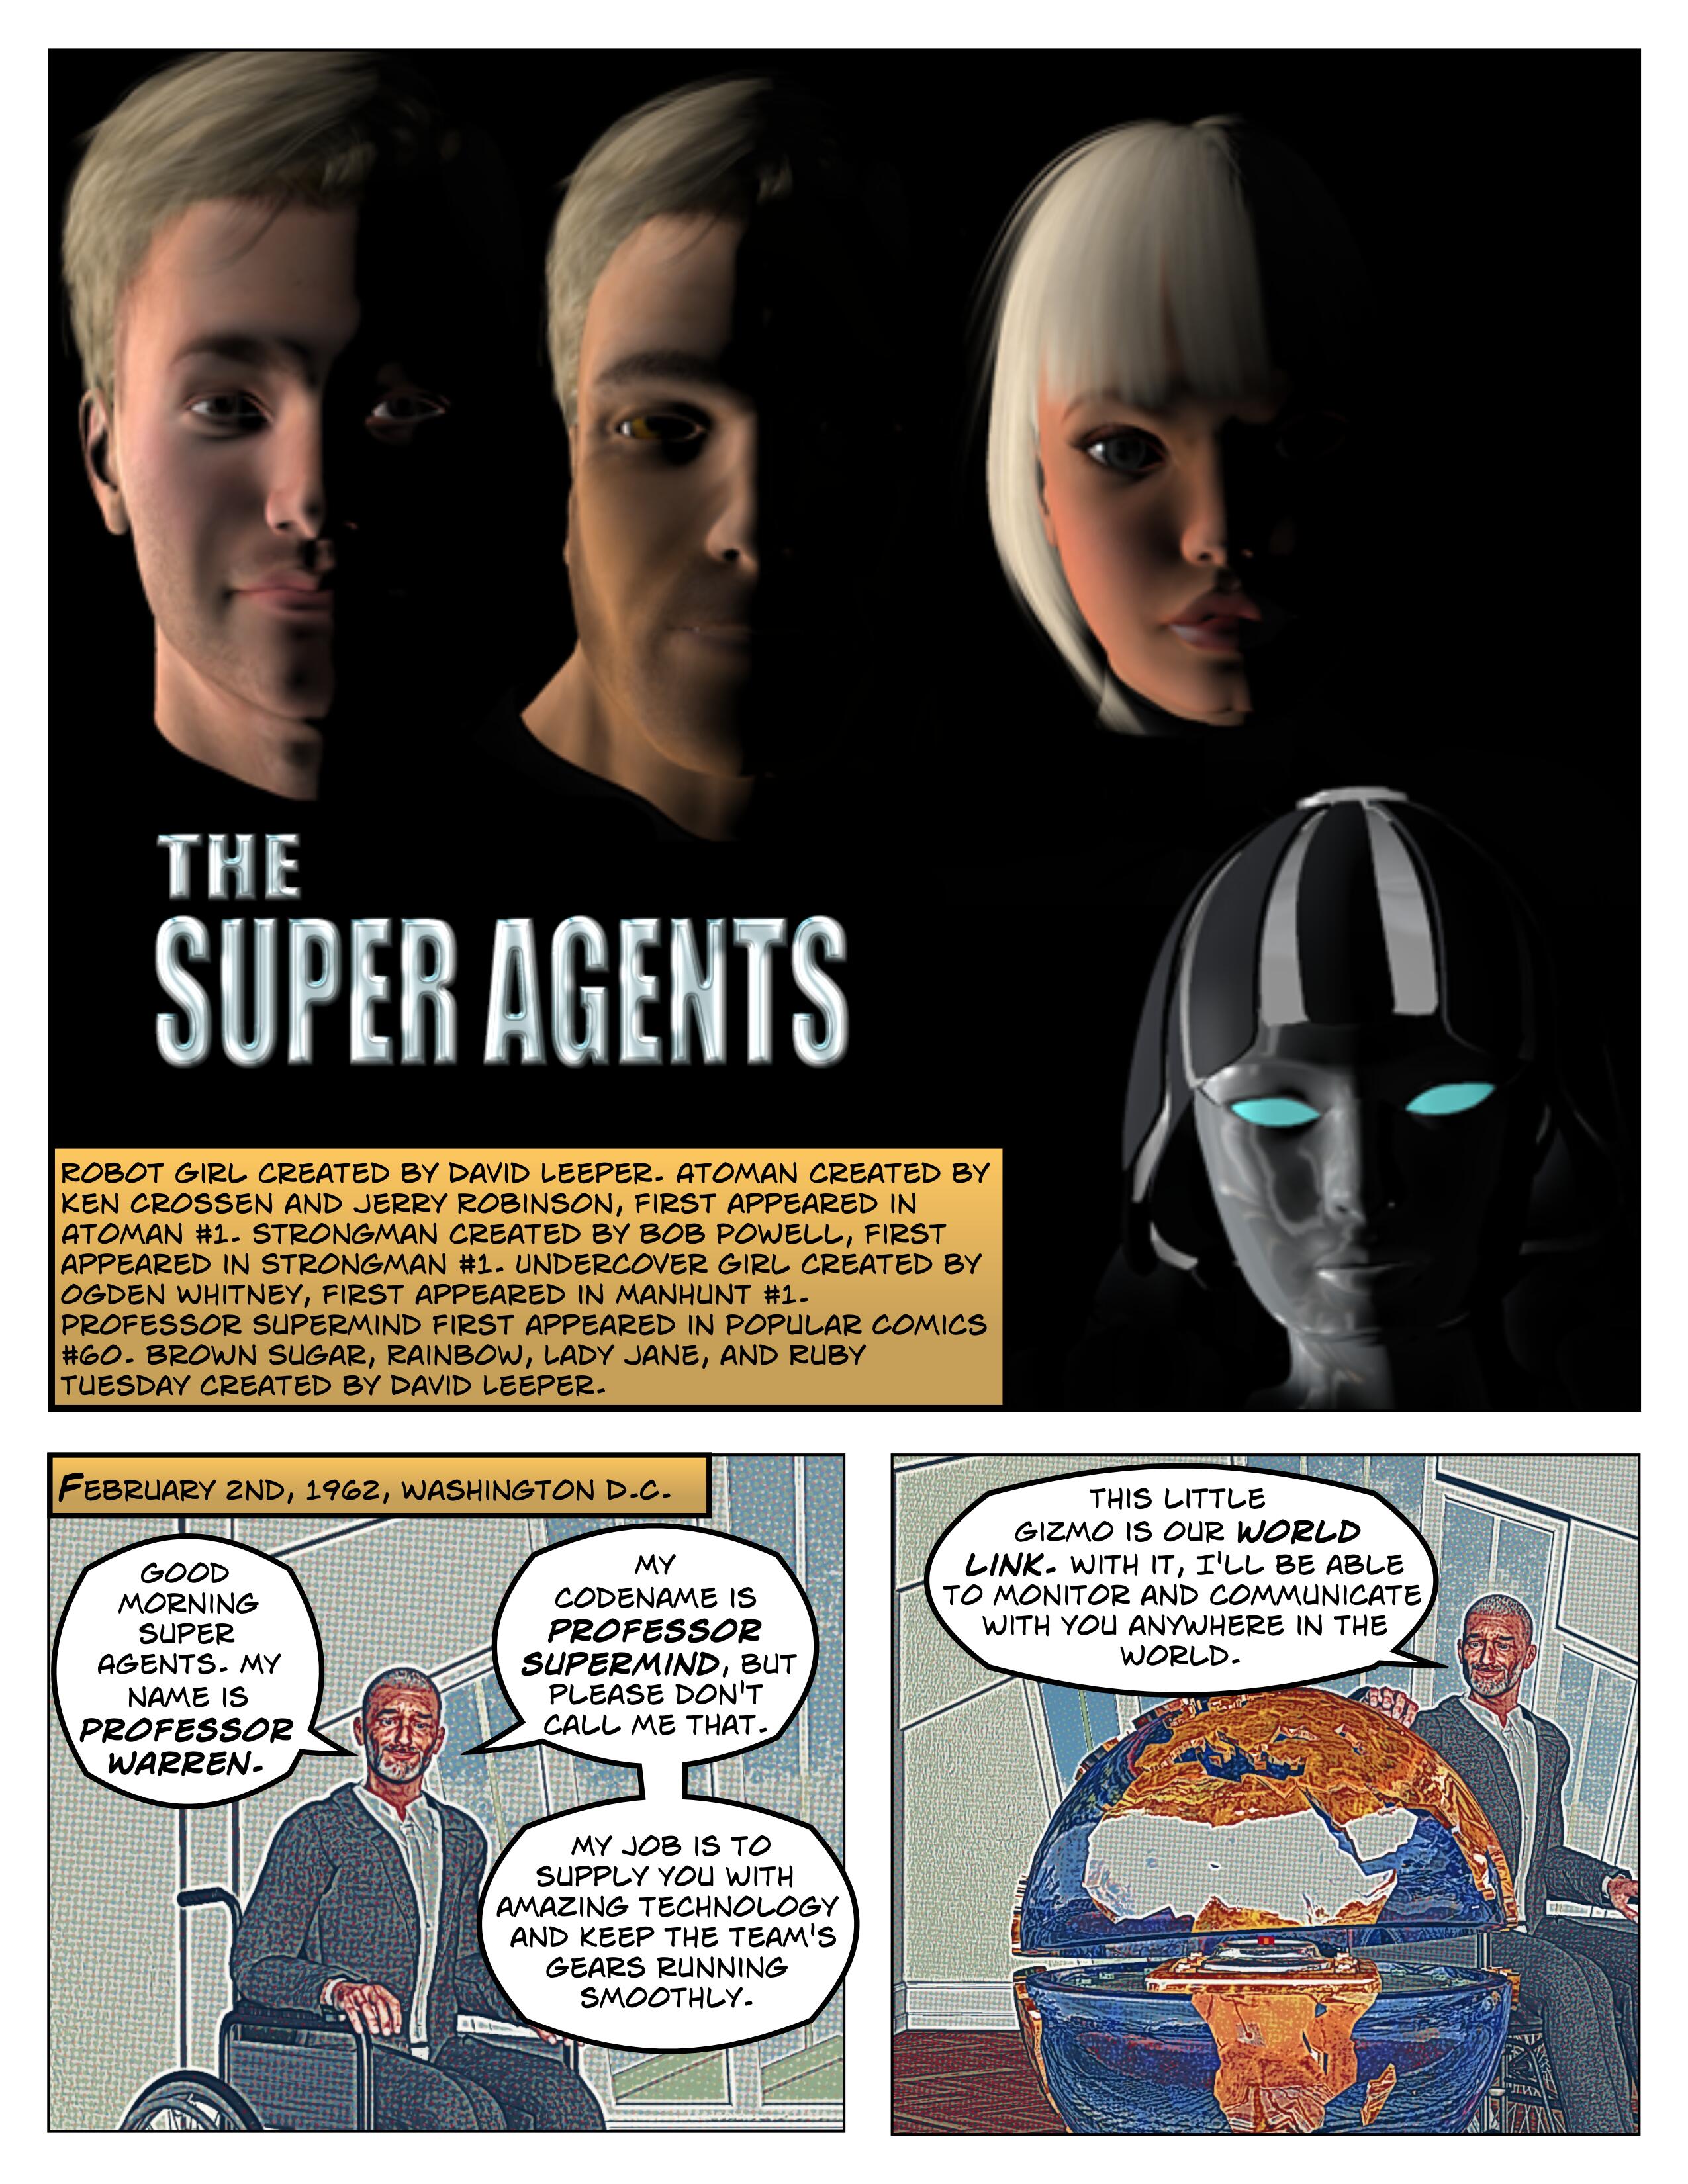 THE
SUPER AGENTS
ROBOT GIRL CREATED BY DAVID LEEPER. ATOMAN CREATED BY
KEN CROSSEN AND JERRY ROBINSON, FIRST APPEARED IN
ATOMAN #1. STRONGMAN CREATED BY BOB POWELL, FIRST
APPEARED IN STRONGMAN #1. UNDERCOVER GIRL CREATED BY
OGDEN WHITNEY, FIRST APPEARED IN MANHUNT #1.
PROFESSOR SUPERMIND FIRST APPEARED IN POPULAR COMICS
#60. BROWN SUGAR, RAINBOW, LADY JANE, AND RUBY
TUESDAY CREATED BY DAVID LEEPER.
FEBRUARY 2ND, 1962, WASHINGTON D.C.
GOOD
MORNING
SUPER
AGENTS. MY
NAME IS
PROFESSOR
WARREN.
MY
CODENAME IS
PROFESSOR
SUPERMIND, BUT
PLEASE DON'T
CALL ME THAT.
MY JOB IS TO
SUPPLY YOU WITH
AMAZING TECHNOLOGY
AND KEEP THE TEAM'S
GEARS RUNNING
SMOOTHLY.
THIS LITTLE
GIZMO IS OUR WORLD
LINK. WITH IT, I'LL BE ABLE
TO MONITOR AND COMMUNICATE
WITH YOU ANYWHERE IN THE
WORLD.